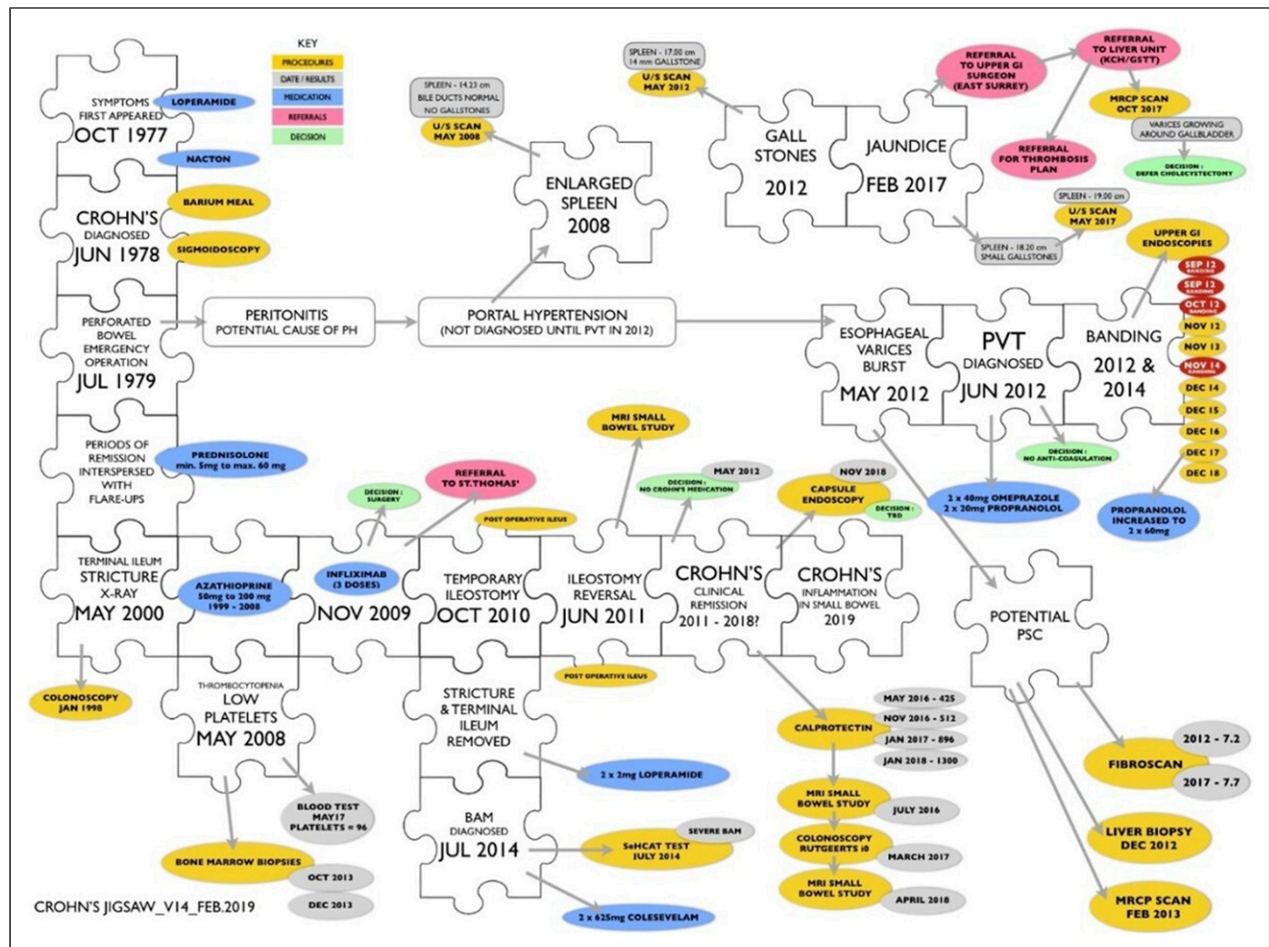 KEY
PROCEDURES
DATE / RESULTS
MEDICATION
REFERRALS
DECISION
SYMPTOMS
FIRST APPEARED
OCT 1977
LOPERAMIDE
NACTON
CROHN'S
DIAGNOSED
JUN 1978
BARIUM MEAL
SIGMOIDOSCOPY
PERFORATED
BOWEL
EMERGENCY
OPERATION
JUL 1979
PERITONITIS
POTENTIAL CAUSE OF PH
PORTAL HYPERTENSION
(NOT DIAGNOSED UNTIL PVT IN 2012)
SPLEEN - 14.23 cm
BILE DUCTS NORMAL
NO GALLSTONES
U/S SCAN
MAY 2008
ENLARGED
SPLEEN
2008
SPLEEN - 17.00 cm
14 mm GALLSTONE
U/S SCAN
MAY 2012
GALL
STONES
2012
JAUNDICE
FEB 2017
REFERRAL
TO UPPER GI
SURGEON
(EAST SURREY)
REFERRAL
TO LIVER UNIT
(KCH/GSTT)
MRCP SCAN
OCT 2017
VARICES GROWING
AROUND GALLBLADDER
DECISION :
DEFER CHOLECYSTECTOMY
REFERRAL
FOR THROMBOSIS
PLAN
SPLEEN - 19.00 cm
U/S SCAN
MAY 2017
SPLEEN - 18.20 cm
SMALL GALLSTONES
ESOPHAGEAL
VARICES
BURST
MAY 2012
PVT
DIAGNOSED
JUN 2012
BANDING
2012 &
2014
UPPER GI
ENDOSCOPIES
SEP 12
BANDING
SEP 12
BANDING
OCT 12
BANDING
NOV 12
NOV 13
NOV 14
BANDING
DEC 14
DEC 15
DEC 16
DEC 17
DEC 18
DECISION :
NO ANTI-COAGULATION
2 x 40mg OMEPRAZOLE
2 x 20mg PROPRANOLOL
PROPRANOLOL
INCREASED TO
2 x 60mg
PERIODS OF
REMISSION
INTERSPERSED
WITH
FLARE-UPS
PREDNISOLONE
min. 5mg to max. 60 mg
TERMINAL ILEUM
STRICTURE
X-RAY
MAY 2000
COLONOSCOPY
JAN 1998
AZATHIOPRINE
50mg to 200 mg
1999 - 2008
THROMBOCYTOPENIA
LOW
PLATELETS
MAY 2008
BLOOD TEST
MAY17
PLATELETS = 96
BONE MARROW BIOPSIES
OCT 2013
DEC 2013
DECISION :
SURGERY
REFERRAL
TO ST.THOMAS'
INFLIXIMAB
(3 DOSES)
NOV 2009
POST OPERATIVE ILEUS
TEMPORARY
ILEOSTOMY
OCT 2010
STRICTURE
& TERMINAL
ILEUM
REMOVED
2 x 2mg LOPERAMIDE
BAM
DIAGNOSED
JUL 2014
SEVERE BAM
SeHCAT TEST
JULY 2014
2 x 625mg COLESEVELAM
MRI SMALL
BOWEL STUDY
ILEOSTOMY
REVERSAL
JUN 2011
POST OPERATIVE ILEUS
MAY 2012
DECISION :
NO CROHN'S MEDICATION
CROHN'S
CLINICAL
REMISSION
2011 - 2018?
NOV 2018
CAPSULE
ENDOSCOPY
DECISION :
TBD
CROHN'S
INFLAMMATION
IN SMALL BOWEL
2019
CALPROTECTIN
MAY 2016 - 425
NOV 2016 - 512
JAN 2017 - 896
JAN 2018 - 1300
MRI SMALL
BOWEL STUDY
JULY 2016
COLONOSCOPY
RUTGEERTS i0
MARCH 2017
MRI SMALL
BOWEL STUDY
APRIL 2018
POTENTIAL
PSC
FIBROSCAN
2012 - 7.2
2017 - 7.7
LIVER BIOPSY
DEC 2012
MRCP SCAN
FEB 2013
CROHN'S JIGSAW_V14_FEB.2019